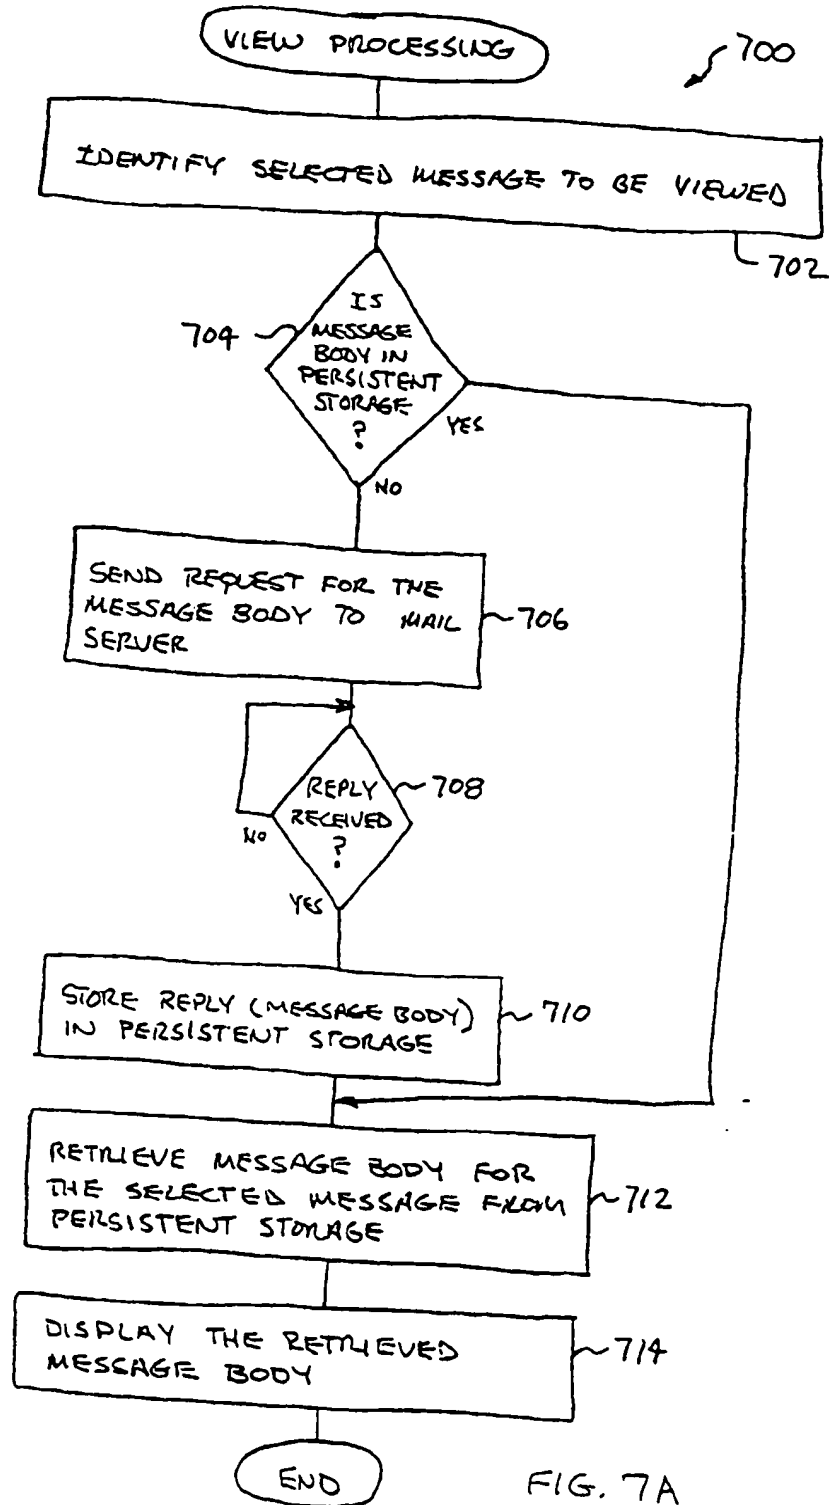 VIEW PROCESSING
700
IDENTIFY SELECTED MESSAGE TO BE VIEWED
702
IS
MESSAGE
BODY IN
PERSISTENT
STORAGE
?
704
YES
NO
SEND REQUEST FOR THE
MESSAGE BODY TO MAIL
SERVER
706
REPLY
RECEIVED
?
708
NO
YES
STORE REPLY (MESSAGE BODY)
IN PERSISTENT STORAGE
710
RETRIEVE MESSAGE BODY FOR
THE SELECTED MESSAGE FROM
PERSISTENT STORAGE
712
DISPLAY THE RETRIEVED
MESSAGE BODY
714
END
FIG. 7A